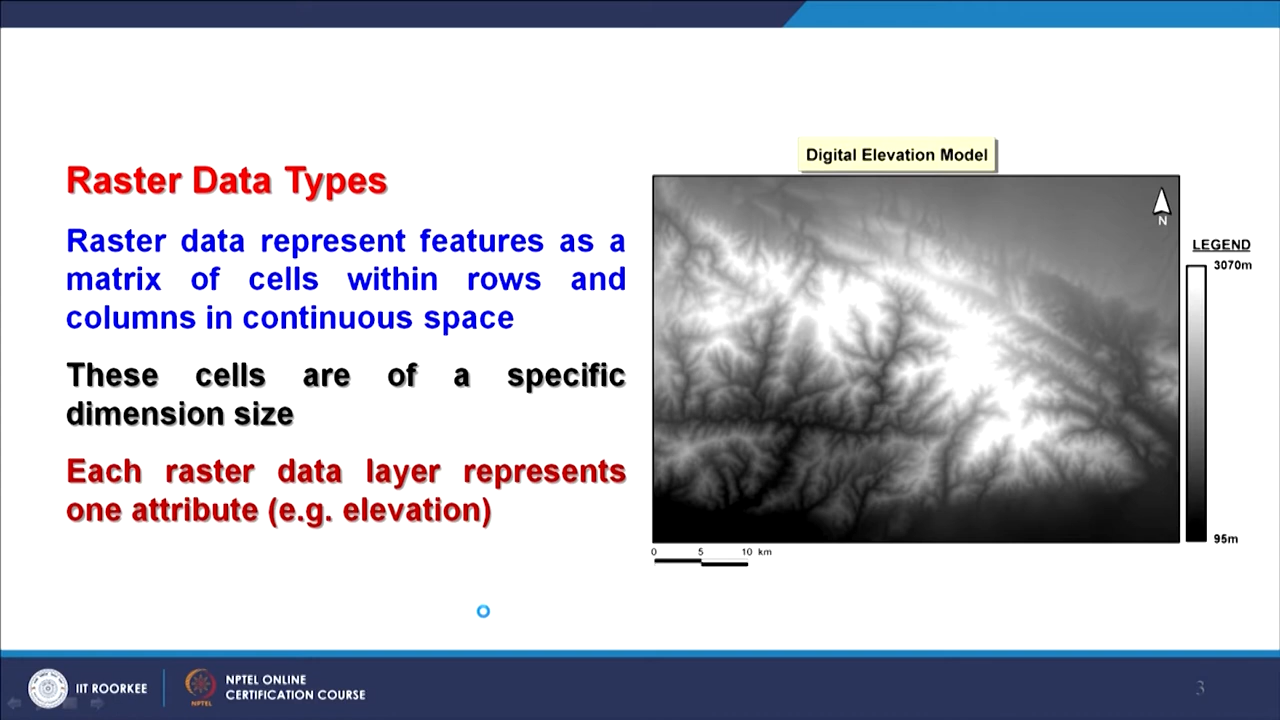 Raster Data Types
Raster data represent features as a
matrix of cells within rows and
columns in continuous space
These cells are of a specific
dimension size
Each raster data layer represents
one attribute (e.g. elevation)
Digital Elevation Model
N
LEGEND
3070m
95m
0 5 10 km
IIT ROORKEE
NPTEL
NPTEL ONLINE
CERTIFICATION COURSE
3